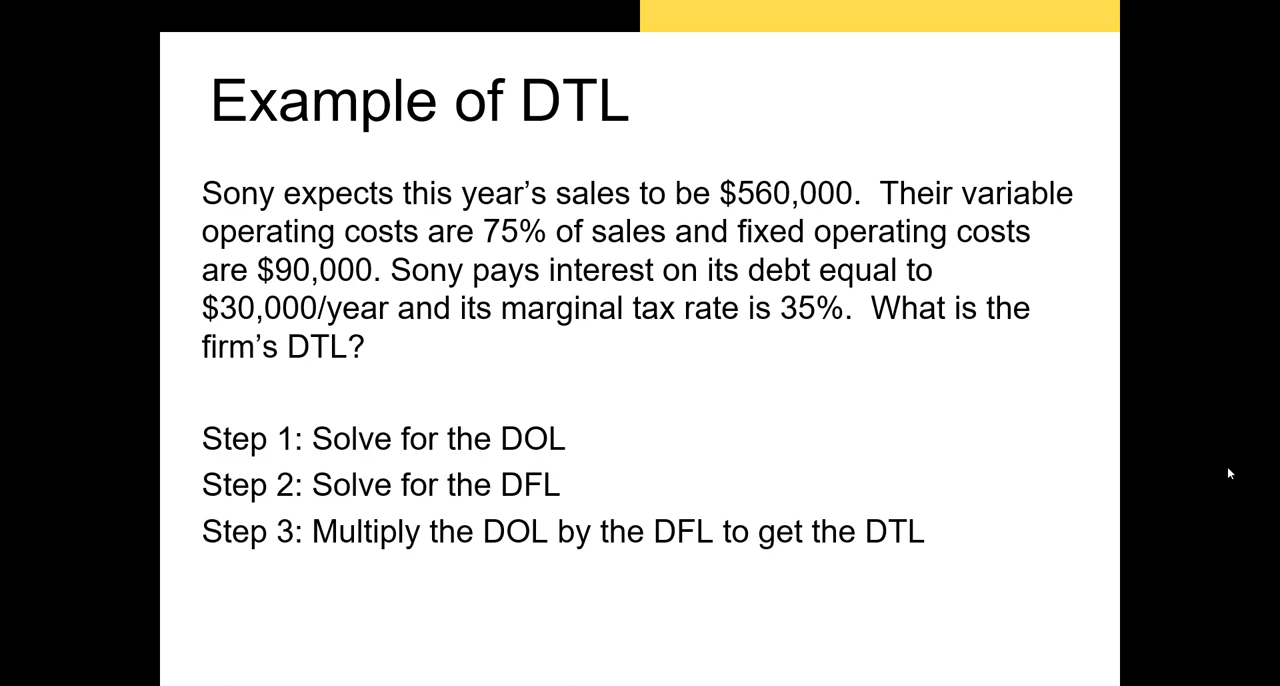 Example of DTL
Sony expects this year’s sales to be $560,000.  Their variable
operating costs are 75% of sales and fixed operating costs
are $90,000. Sony pays interest on its debt equal to
$30,000/year and its marginal tax rate is 35%.  What is the
firm’s DTL?
Step 1: Solve for the DOL
Step 2: Solve for the DFL
Step 3: Multiply the DOL by the DFL to get the DTL